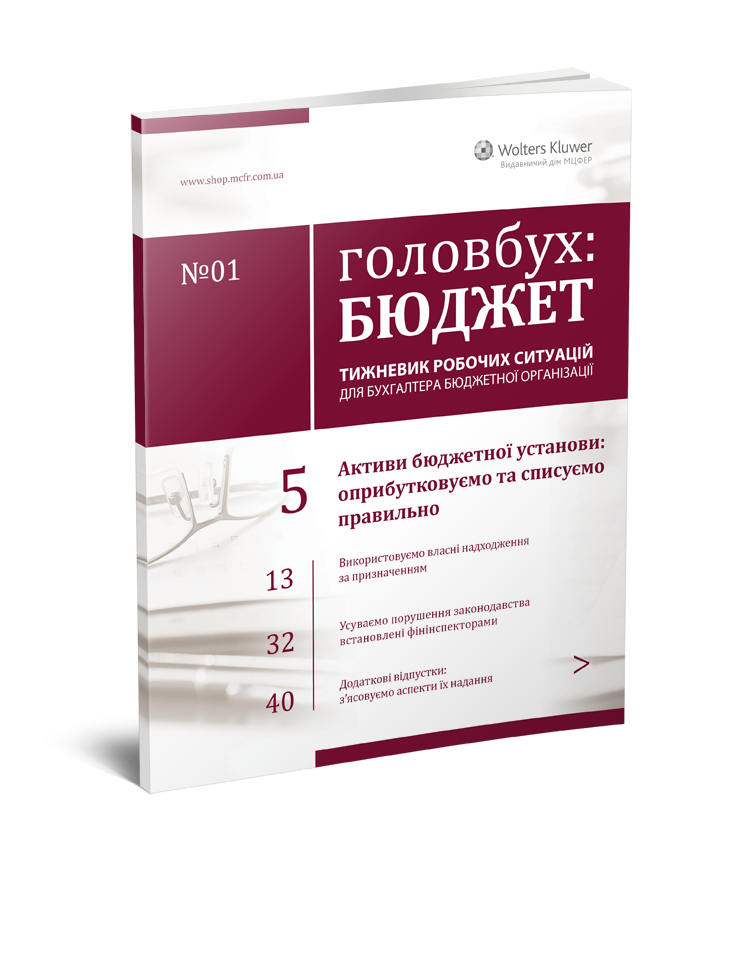 Wolters Kluwer
Видавничий дім МЦФЕР
www.shop.mcfr.com.ua
№01
головбух:
БЮДЖЕТ
ТИЖНЕВИК РОБОЧИХ СИТУАЦІЙ
ДЛЯ БУХГАЛТЕРА БЮДЖЕТНОЇ ОРГАНІЗАЦІЇ
5
Активи бюджетної установи:
оприбутковуємо та списуємо
правильно
13
Використовуємо власні надходження
за призначенням
32
Усуваємо порушення законодавства
встановлені фінінспекторами
40
Додаткові відпустки:
з’ясовуємо аспекти їх надання
>